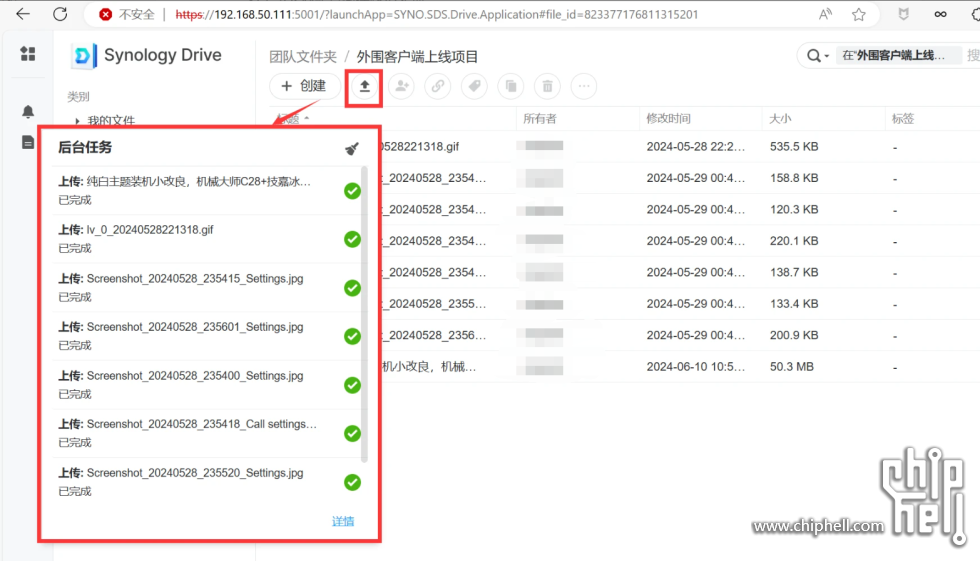 不安全 https://192.168.50.111:5001/?launchApp=SYNO.SDS.Drive.Application#file_id=823377176811315201
Synology Drive
团队文件夹 / 外围客户端上线项目
在"外围客户端上线... 搜
+ 创建
类别
我的文件
标题 所有者 修改时间 大小 标签
后台任务
0528221318.gif 2024-05-28 22:2... 535.5 KB -
上传: 纯白主题装机小改良，机械大师C28+技嘉冰...
_20240528_2354... 2024-05-29 00:4... 158.8 KB -
已完成
_20240528_2354... 2024-05-29 00:4... 120.3 KB -
上传: lv_0_20240528221318.gif
_20240528_2354... 2024-05-29 00:4... 220.1 KB -
已完成
_20240528_2354... 2024-05-29 00:4... 138.7 KB -
上传: Screenshot_20240528_235415_Settings.jpg
已完成
_20240528_2355... 2024-05-29 00:4... 133.4 KB -
上传: Screenshot_20240528_235601_Settings.jpg
_20240528_2356... 2024-05-29 00:4... 200.9 KB -
已完成
机小改良，机械... 2024-06-10 10:5... 50.3 MB -
上传: Screenshot_20240528_235400_Settings.jpg
已完成
上传: Screenshot_20240528_235418_Call settings...
已完成
上传: Screenshot_20240528_235520_Settings.jpg
已完成
详情
chip
hell
www.chiphell.com